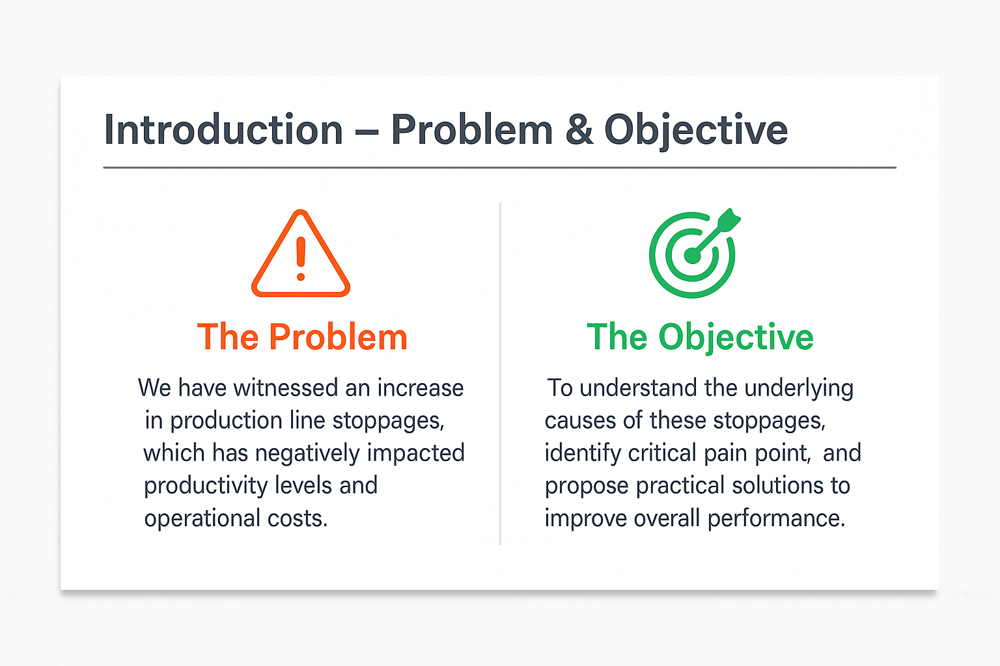 Introduction – Problem & Objective
The Problem
We have witnessed an increase
in production line stoppages,
which has negatively impacted
productivity levels and
operational costs.
The Objective
To understand the underlying
causes of these stoppages,
identify critical pain point, and
propose practical solutions to
improve overall performance.